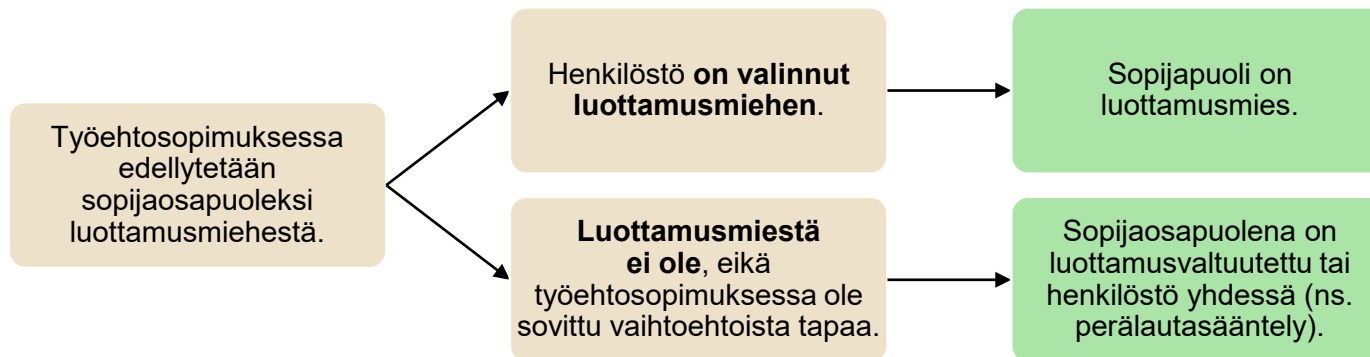 Työehtosopimuksessa
edellytetään
sopijaosapuoleksi
luottamusmiehestä.
Henkilöstö on valinnut
luottamusmiehen.
Sopijapuoli on
luottamusmies.
Luottamusmiestä
ei ole, eikä
työehtosopimuksessa ole
sovittu vaihtoehtoista tapaa.
Sopijaosapuolena on
luottamusvaltuutettu tai
henkilöstö yhdessä (ns.
perälautasääntely).